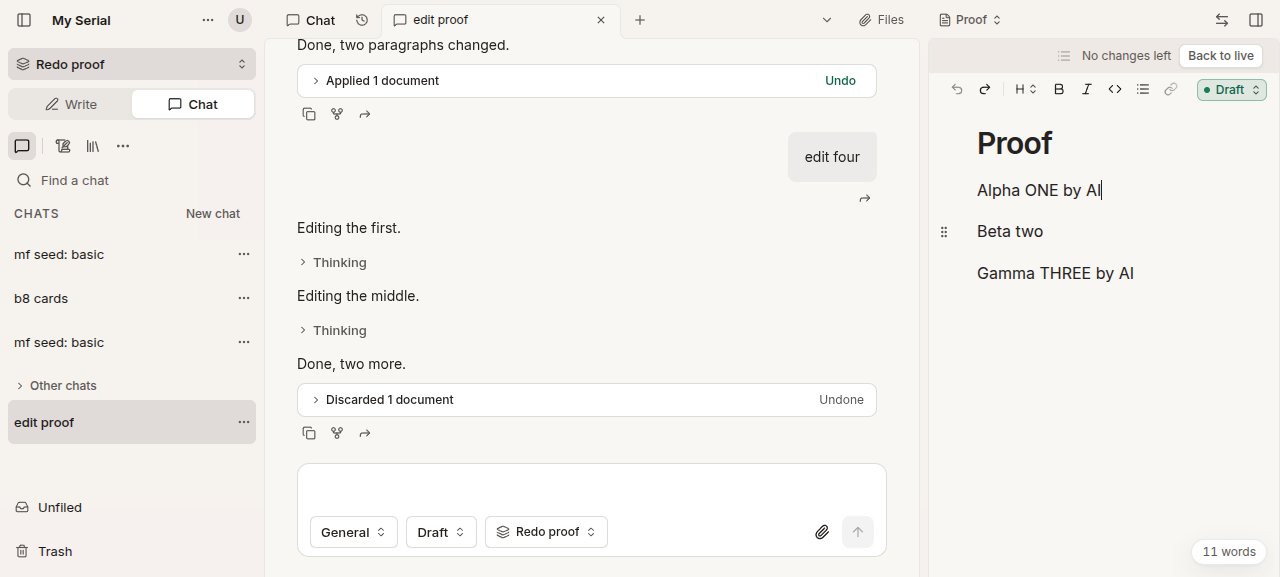 My Serial
U
Redo proof
Write
Chat
Find a chat
CHATS
New chat
mf seed: basic
b8 cards
mf seed: basic
Other chats
edit proof
Unfiled
Trash
Chat
edit proof
Files
Done, two paragraphs changed.
Applied 1 document
Undo
edit four
Editing the first.
Thinking
Editing the middle.
Thinking
Done, two more.
Discarded 1 document
Undone
General
Draft
Redo proof
Proof
No changes left
Back to live
H
B
I
Draft
Proof
Alpha ONE by AI
Beta two
Gamma THREE by AI
11 words